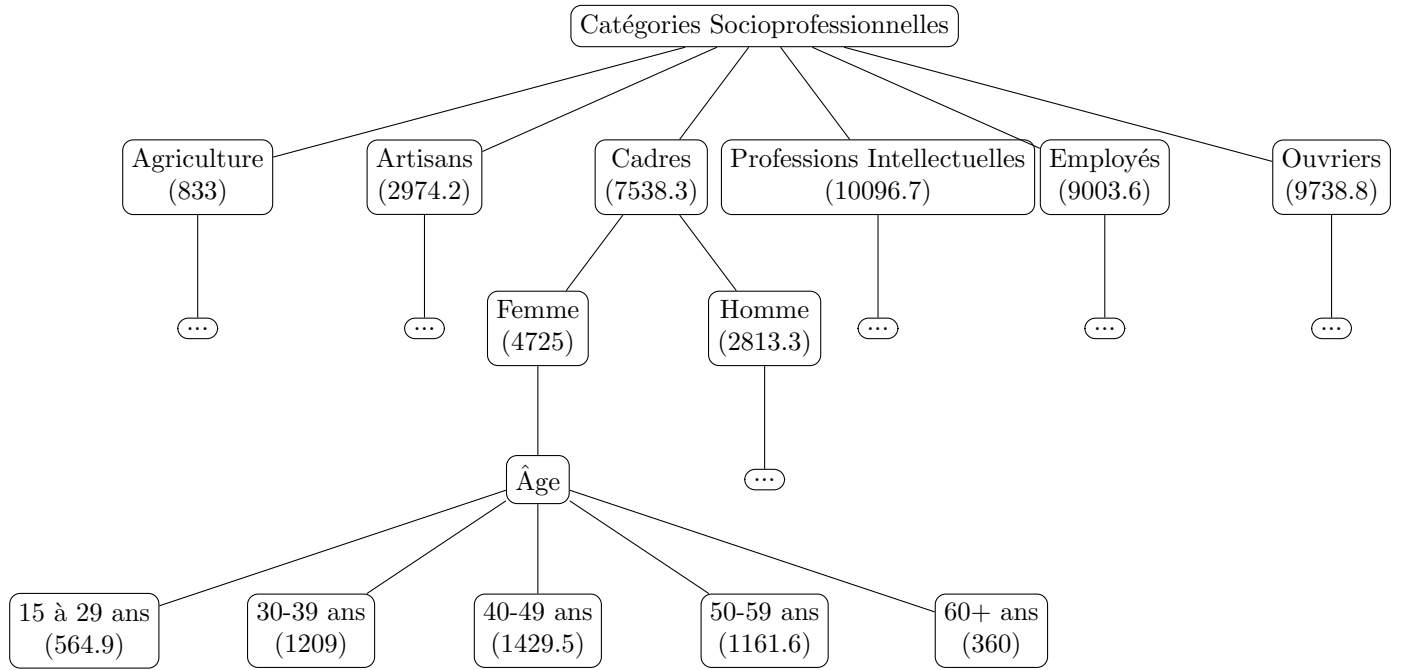 Catégories Socioprofessionnelles
Agriculture
(833)
Artisans
(2974.2)
Cadres
(7538.3)
Professions Intellectuelles
(10096.7)
Employés
(9003.6)
Ouvriers
(9738.8)
...
...
Femme
(4725)
Homme
(2813.3)
...
...
...
Âge
...
15 à 29 ans
(564.9)
30-39 ans
(1209)
40-49 ans
(1429.5)
50-59 ans
(1161.6)
60+ ans
(360)